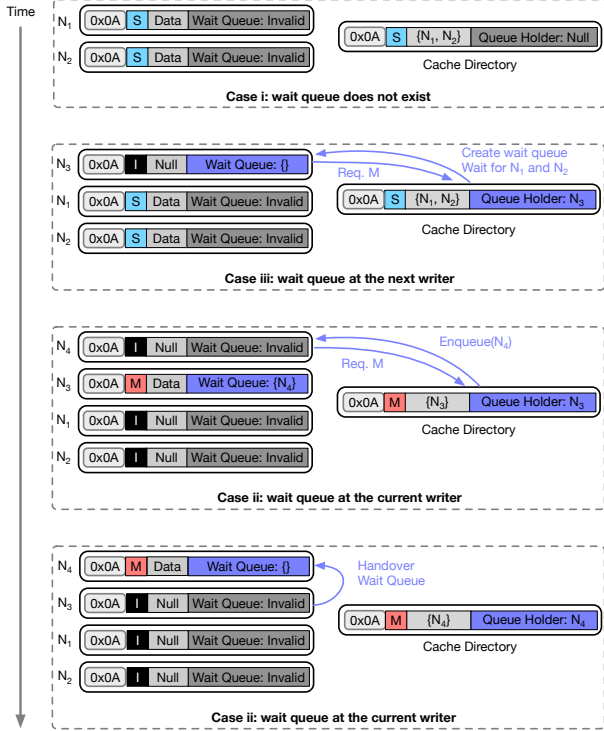 Time
N₁ 0x0A S Data Wait Queue: Invalid
0x0A S {N₁, N₂} Queue Holder: Null
N₂ 0x0A S Data Wait Queue: Invalid
Cache Directory
Case i: wait queue does not exist
N₃ 0x0A I Null Wait Queue: {}
Create wait queue
Wait for N₁ and N₂
Req. M
N₁ 0x0A S Data Wait Queue: Invalid
0x0A S {N₁, N₂} Queue Holder: N₃
Cache Directory
N₂ 0x0A S Data Wait Queue: Invalid
Case iii: wait queue at the next writer
N₄ 0x0A I Null Wait Queue: Invalid
Enqueue(N₄)
Req. M
N₃ 0x0A M Data Wait Queue: {N₄}
0x0A M {N₃} Queue Holder: N₃
N₁ 0x0A I Null Wait Queue: Invalid
Cache Directory
N₂ 0x0A I Null Wait Queue: Invalid
Case ii: wait queue at the current writer
N₄ 0x0A M Data Wait Queue: {}
Handover
Wait Queue
N₃ 0x0A I Null Wait Queue: Invalid
0x0A M {N₄} Queue Holder: N₄
N₁ 0x0A I Null Wait Queue: Invalid
Cache Directory
N₂ 0x0A I Null Wait Queue: Invalid
Case ii: wait queue at the current writer